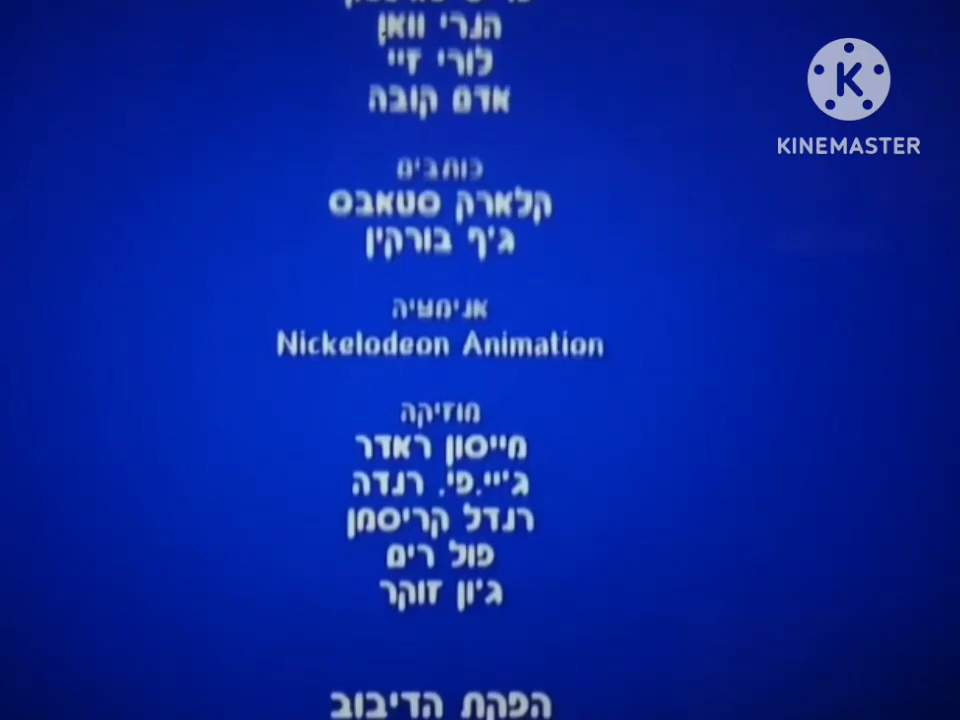 הנרי וואן
לורי זיי
אדם קובה
KINEMASTER
כותבים
קלארק סטאבס
ג'ף בורקין
אנימציה
Nickelodeon Animation
מוזיקה
מייסון ראדר
ג'יי.פי. רנדה
רנדל קריסמן
פול רים
ג'ון זוקר
הפקת הדיבוב